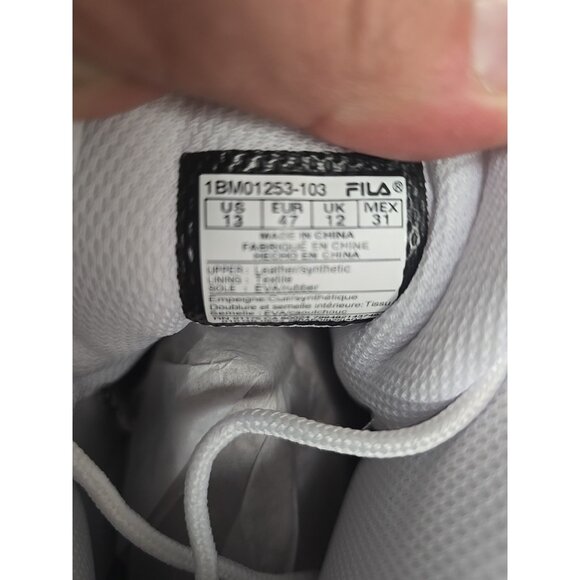 1BM01253-103 FILA®
US EUR UK MEX
13 47 12 31
MADE IN CHINA
FABRIQUE EN CHINE
HECHO EN CHINA
UPPER: Leather/synthetic
LINING: Textile
SOLE: EVA/rubber
Empeigne:Cuir/synthétique
Doublure et semelle intérieure:Tissu
Semelle: EVA/caoutchouc